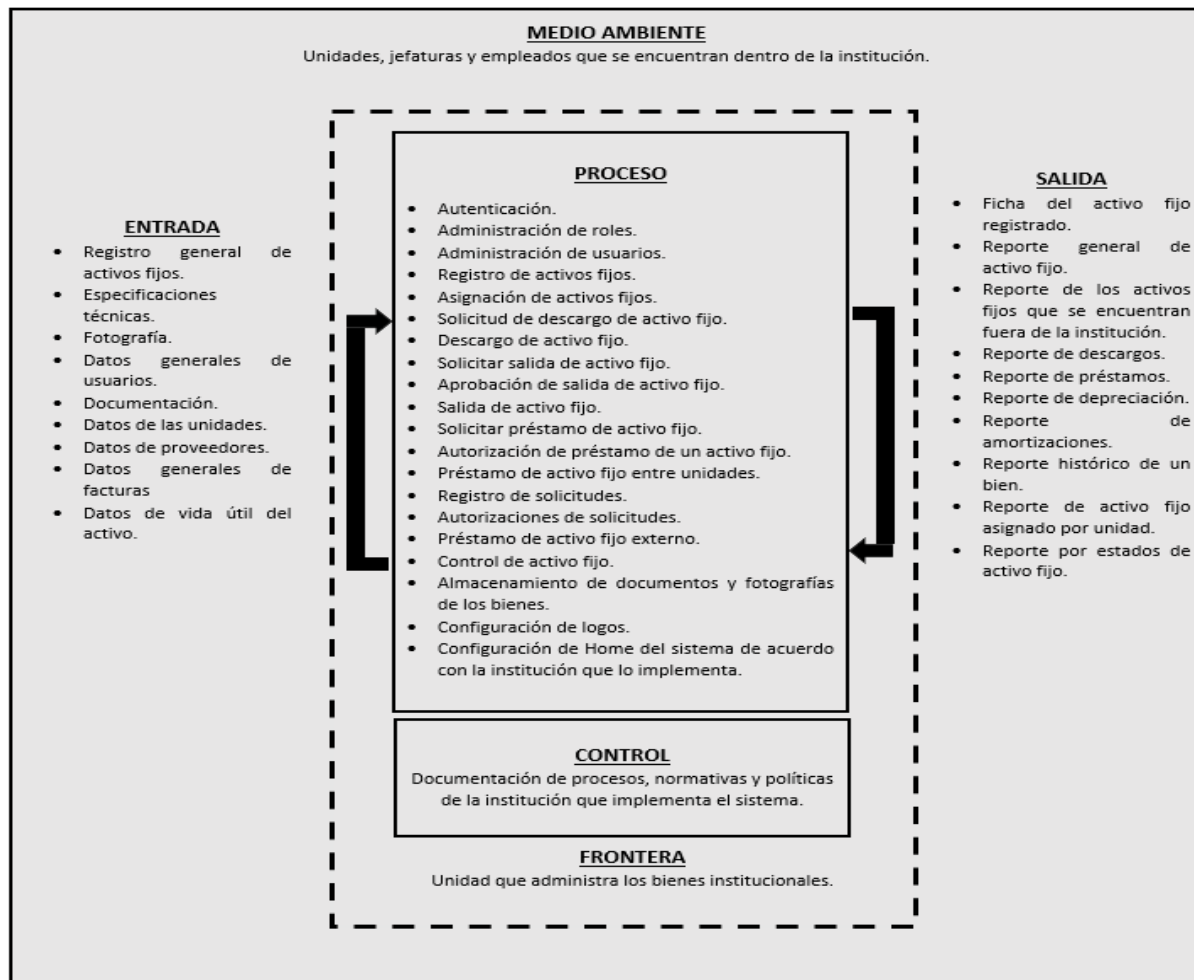 MEDIO AMBIENTE
Unidades, jefaturas y empleados que se encuentran dentro de la institución.
ENTRADA
• Registro general de
activos fijos.
• Especificaciones
técnicas.
• Fotografía.
• Datos generales de
usuarios.
• Documentación.
• Datos de las unidades.
• Datos de proveedores.
• Datos generales de
facturas
• Datos de vida útil del
activo.
PROCESO
• Autenticación.
• Administración de roles.
• Administración de usuarios.
• Registro de activos fijos.
• Asignación de activos fijos.
• Solicitud de descargo de activo fijo.
• Descargo de activo fijo.
• Solicitar salida de activo fijo.
• Aprobación de salida de activo fijo.
• Salida de activo fijo.
• Solicitar préstamo de activo fijo.
• Autorización de préstamo de un activo fijo.
• Préstamo de activo fijo entre unidades.
• Registro de solicitudes.
• Autorizaciones de solicitudes.
• Préstamo de activo fijo externo.
• Control de activo fijo.
• Almacenamiento de documentos y fotografías
de los bienes.
• Configuración de logos.
• Configuración de Home del sistema de acuerdo
con la institución que lo implementa.
SALIDA
• Ficha del activo fijo
registrado.
• Reporte general de
activo fijo.
• Reporte de los activos
fijos que se encuentran
fuera de la institución.
• Reporte de descargos.
• Reporte de préstamos.
• Reporte de depreciación.
• Reporte de
amortizaciones.
• Reporte histórico de un
bien.
• Reporte de activo fijo
asignado por unidad.
• Reporte por estados de
activo fijo.
CONTROL
Documentación de procesos, normativas y políticas
de la institución que implementa el sistema.
FRONTERA
Unidad que administra los bienes institucionales.